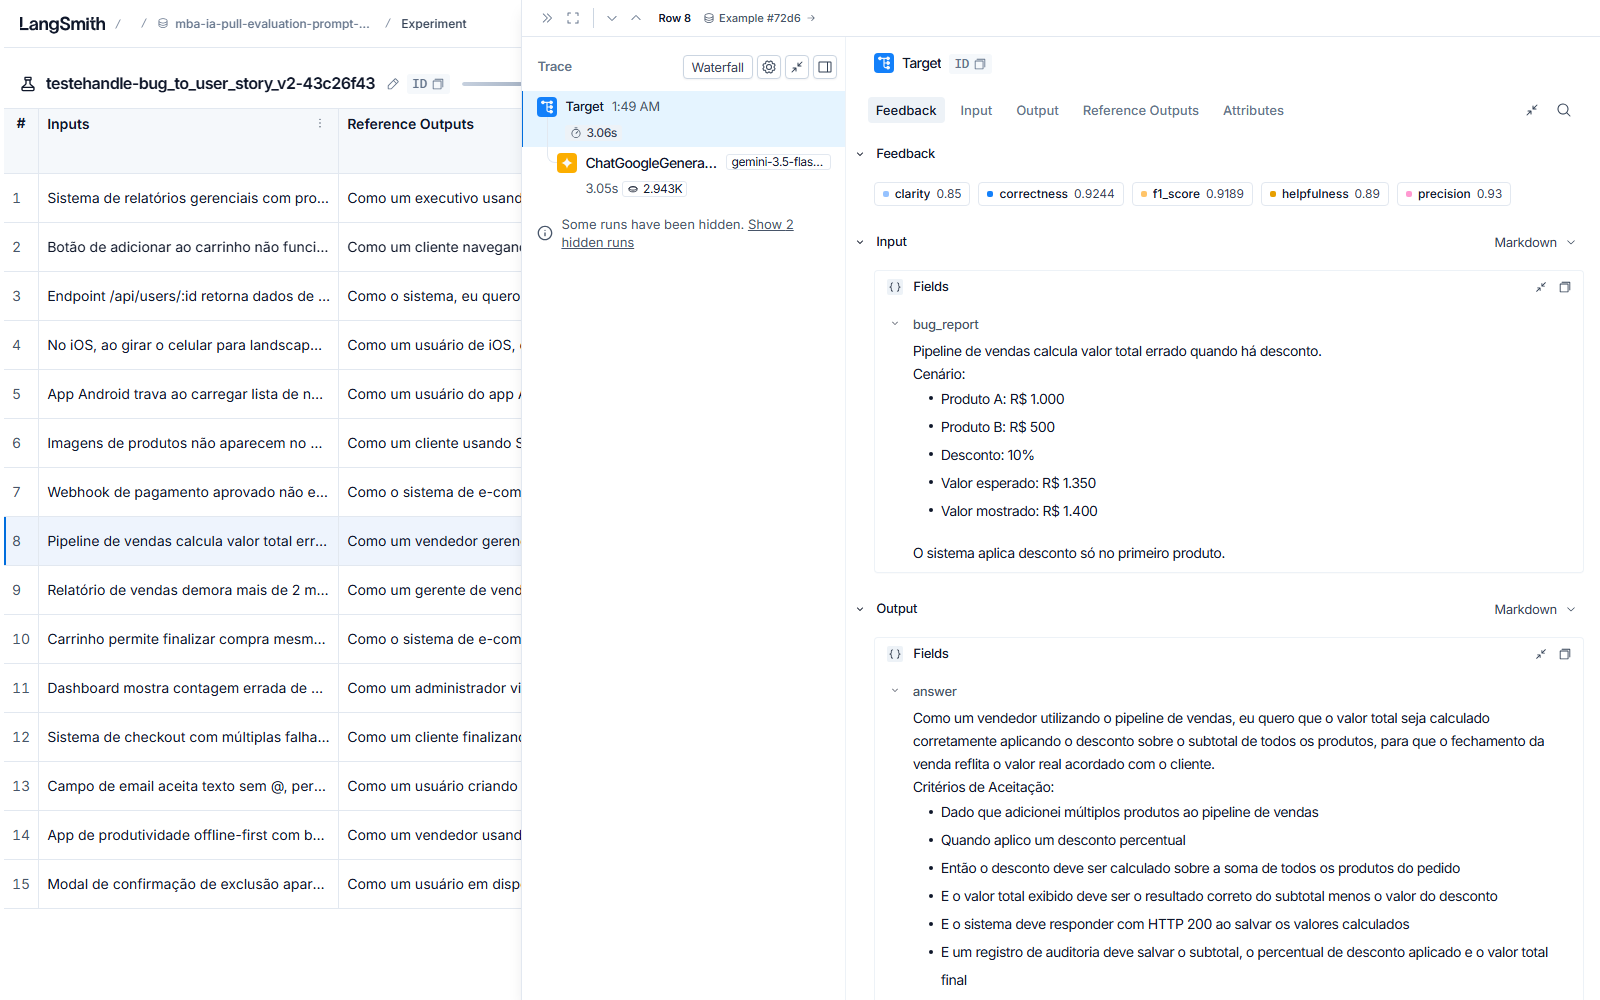 LangSmith / / mba-ia-pull-evaluation-prompt-... / Experiment
testehandle-bug_to_user_story_v2-43c26f43 ID
# Inputs Reference Outputs
1 Sistema de relatórios gerenciais com pro... Como um executivo usand
2 Botão de adicionar ao carrinho não funci... Como um cliente navegand
3 Endpoint /api/users/:id retorna dados de ... Como o sistema, eu quero
4 No iOS, ao girar o celular para landscap... Como um usuário de iOS,
5 App Android trava ao carregar lista de n... Como um usuário do app
6 Imagens de produtos não aparecem no ... Como um cliente usando S
7 Webhook de pagamento aprovado não e... Como o sistema de e-com
8 Pipeline de vendas calcula valor total err... Como um vendedor geren
9 Relatório de vendas demora mais de 2 m... Como um gerente de vend
10 Carrinho permite finalizar compra mesm... Como o sistema de e-com
11 Dashboard mostra contagem errada de ... Como um administrador vi
12 Sistema de checkout com múltiplas falha... Como um cliente finalizand
13 Campo de email aceita texto sem @, per... Como um usuário criando
14 App de produtividade offline-first com b... Como um vendedor usand
15 Modal de confirmação de exclusão apar... Como um usuário em disp
Row 8 Example #72d6 →
Trace Waterfall
Target 1:49 AM
3.06s
ChatGoogleGenera... gemini-3.5-flas...
3.05s 2.943K
Some runs have been hidden. Show 2
hidden runs
Target ID
Feedback Input Output Reference Outputs Attributes
Feedback
clarity 0.85 correctness 0.9244 f1_score 0.9189 helpfulness 0.89 precision 0.93
Input Markdown
{} Fields
bug_report
Pipeline de vendas calcula valor total errado quando há desconto.
Cenário:
• Produto A: R$ 1.000
• Produto B: R$ 500
• Desconto: 10%
• Valor esperado: R$ 1.350
• Valor mostrado: R$ 1.400
O sistema aplica desconto só no primeiro produto.
Output Markdown
{} Fields
answer
Como um vendedor utilizando o pipeline de vendas, eu quero que o valor total seja calculado
corretamente aplicando o desconto sobre o subtotal de todos os produtos, para que o fechamento da
venda reflita o valor real acordado com o cliente.
Critérios de Aceitação:
• Dado que adicionei múltiplos produtos ao pipeline de vendas
• Quando aplico um desconto percentual
• Então o desconto deve ser calculado sobre a soma de todos os produtos do pedido
• E o valor total exibido deve ser o resultado correto do subtotal menos o valor do desconto
• E o sistema deve responder com HTTP 200 ao salvar os valores calculados
• E um registro de auditoria deve salvar o subtotal, o percentual de desconto aplicado e o valor total
final